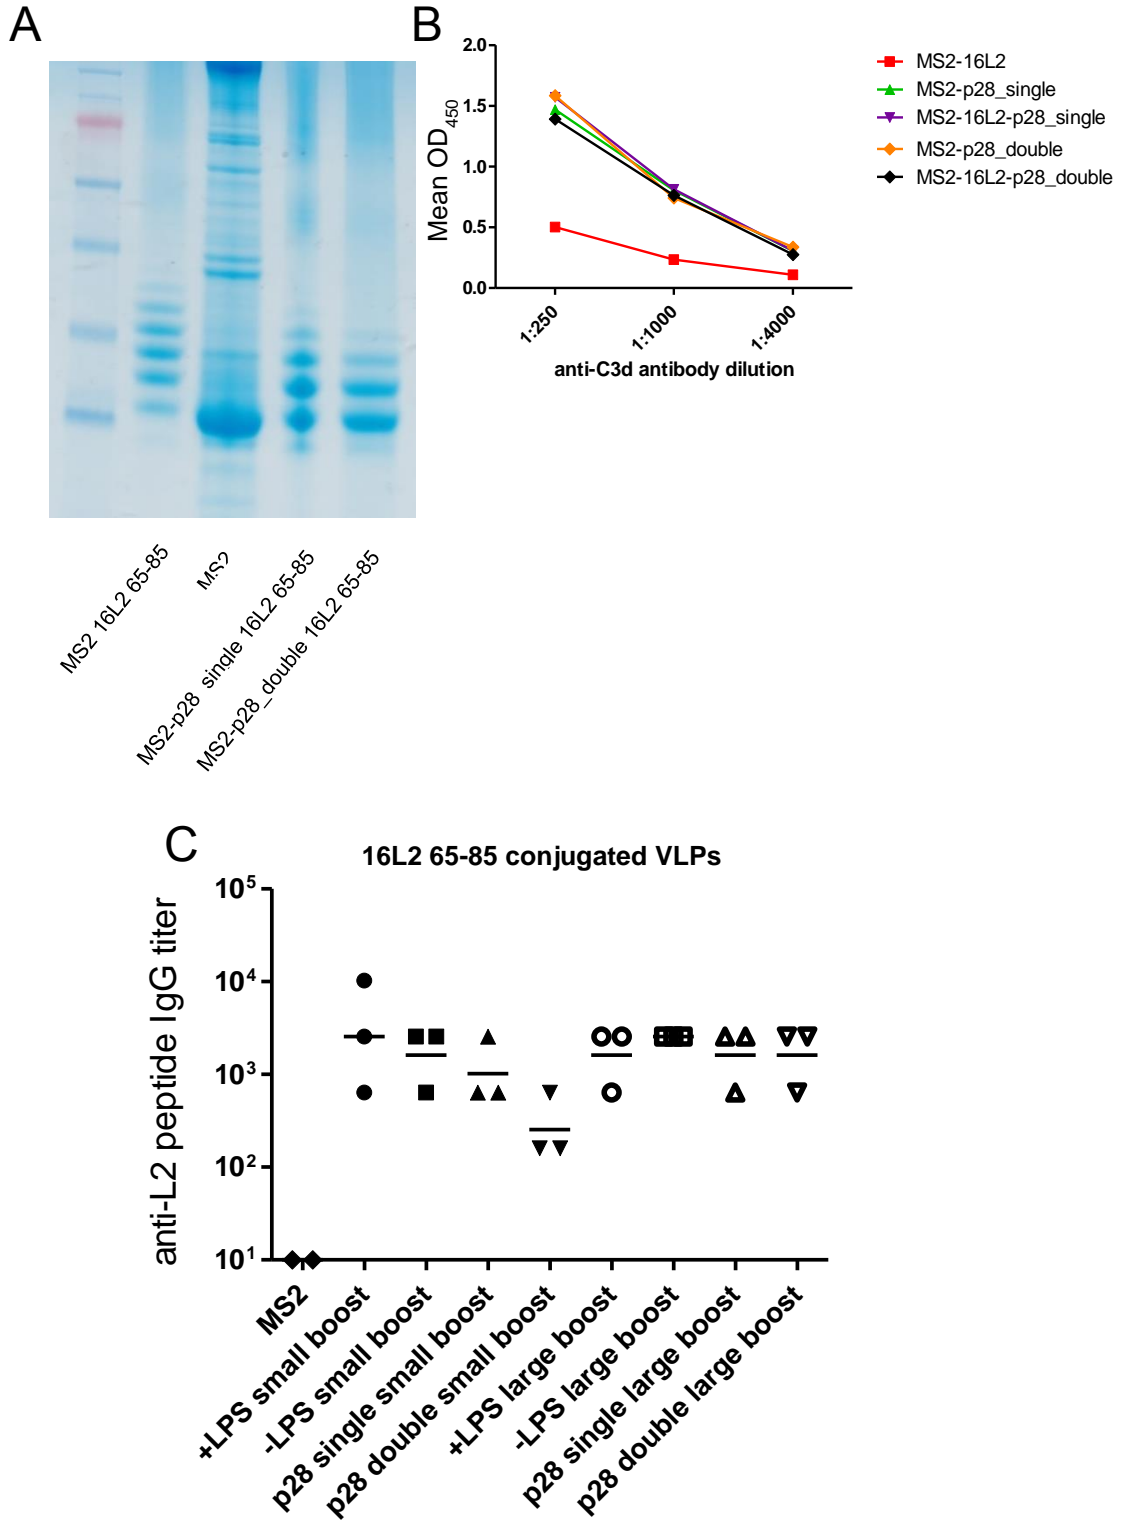 A
MS2 16L2 65-85
MS2
MS2-p28_single 16L2 65-85
MS2-p28_double 16L2 65-85
B
2.0
1.5
1.0
0.5
0.0
Mean OD450
1:250
1:1000
1:4000
anti-C3d antibody dilution
MS2-16L2
MS2-p28_single
MS2-16L2-p28_single
MS2-p28_double
MS2-16L2-p28_double
C
16L2 65-85 conjugated VLPs
anti-L2 peptide IgG titer
10^5
10^4
10^3
10^2
10^1
MS2
+LPS small boost
-LPS small boost
p28 single small boost
p28 double small boost
+LPS large boost
-LPS large boost
p28 single large boost
p28 double large boost